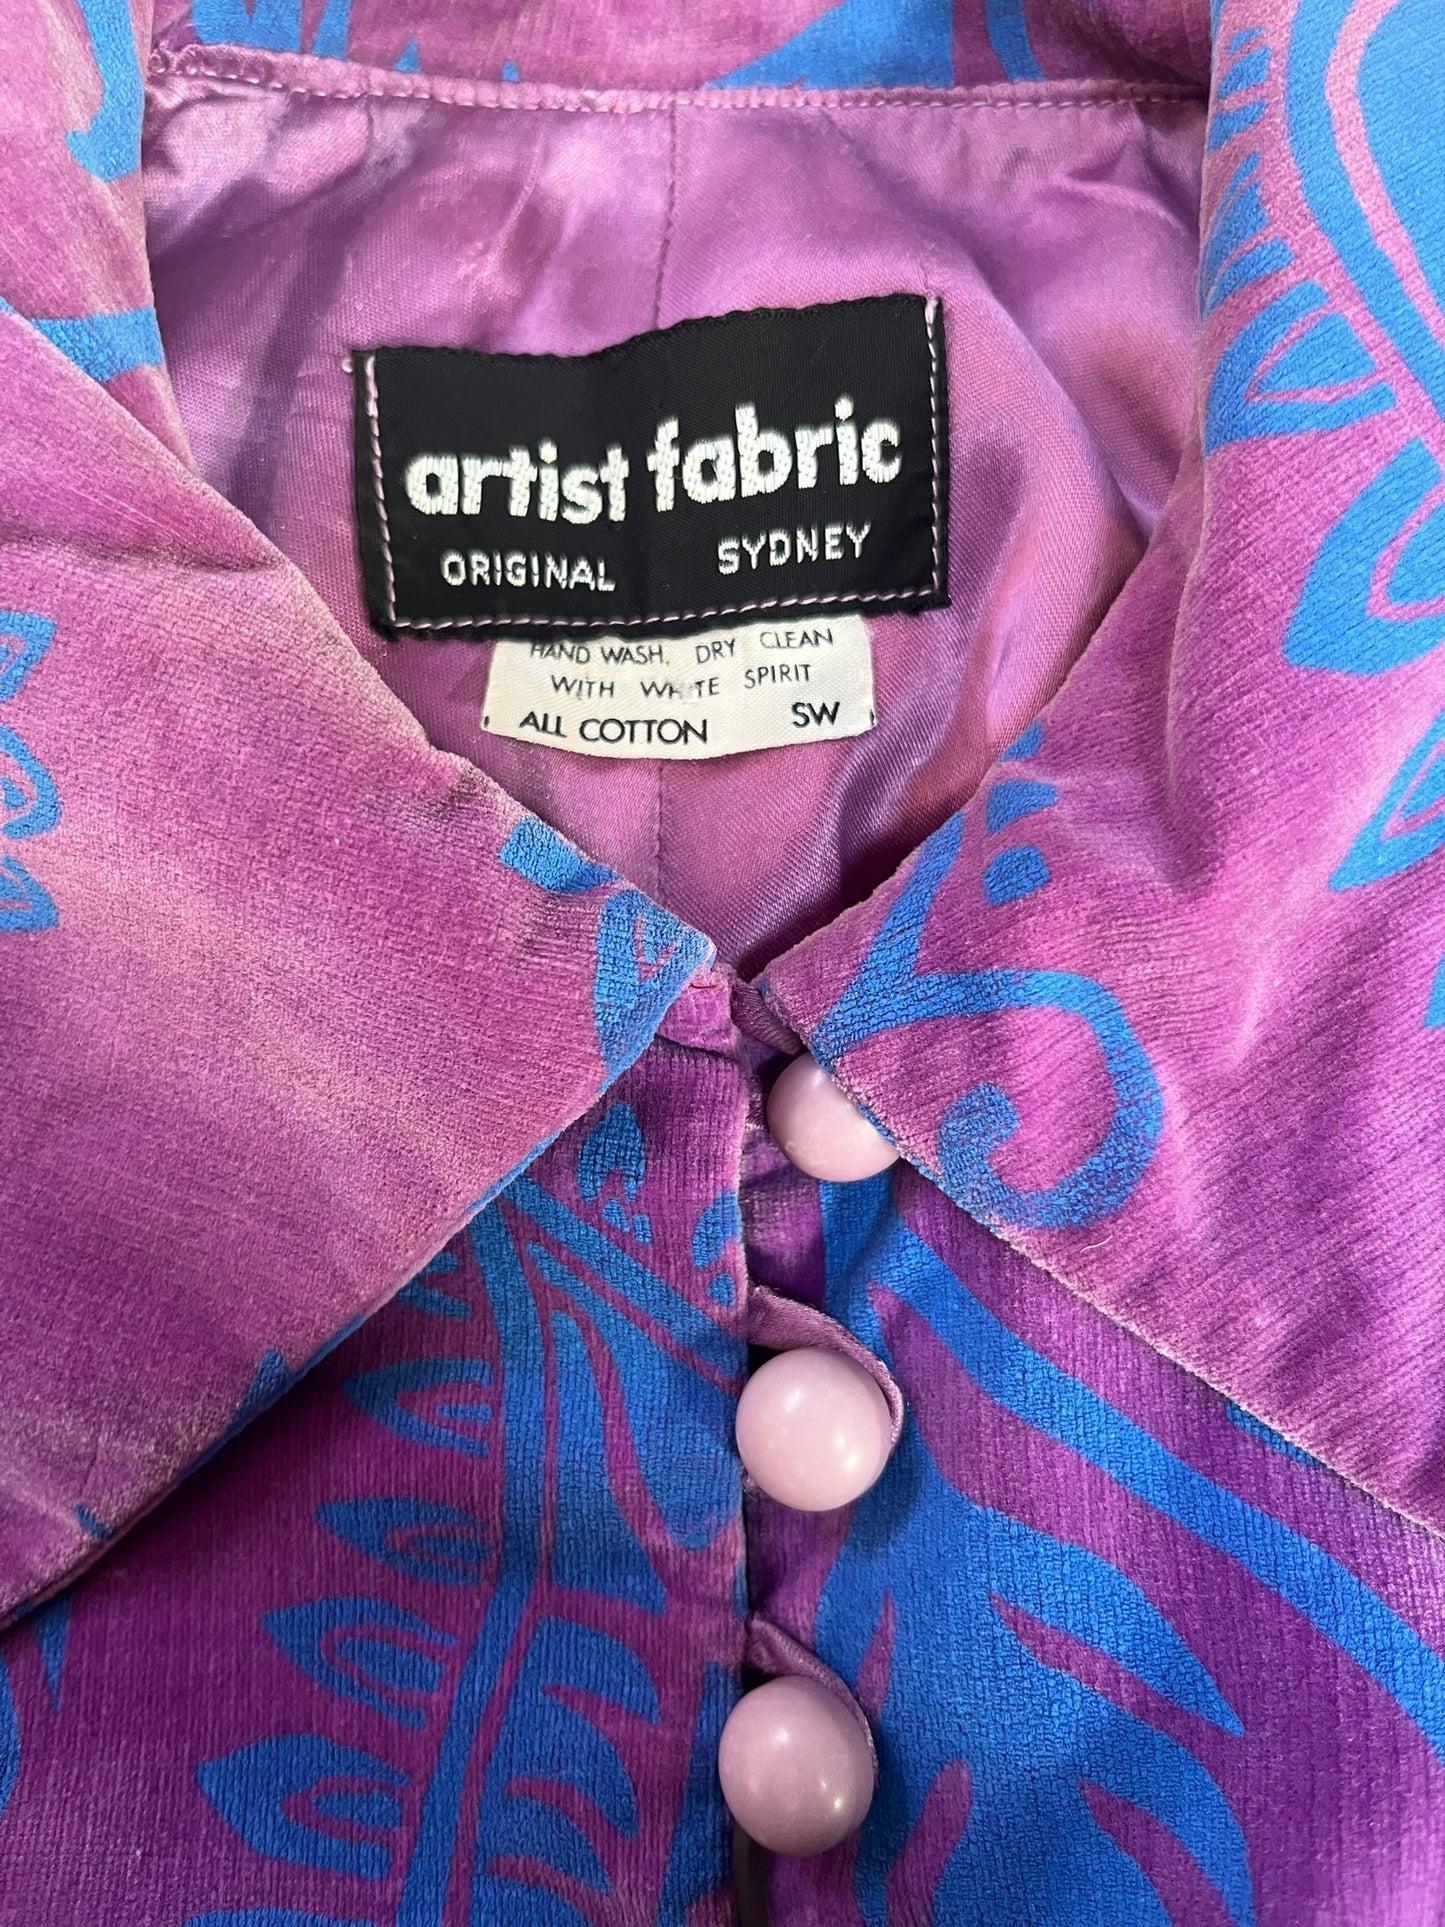 artist fabric
ORIGINAL SYDNEY
HAND WASH. DRY CLEAN
WITH WHITE SPIRIT
ALL COTTON SW